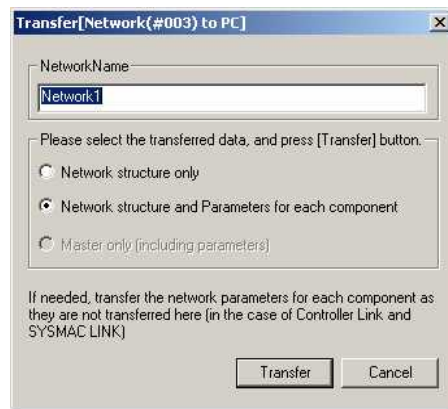 Transfer[Network(#003) to PC]
NetworkName
Network1
Please select the transferred data, and press [Transfer] button.
Network structure only
Network structure and Parameters for each component
Master only (including parameters)
If needed, transfer the network parameters for each component as
they are not transferred here (in the case of Controller Link and
SYSMAC LINK)
Transfer
Cancel